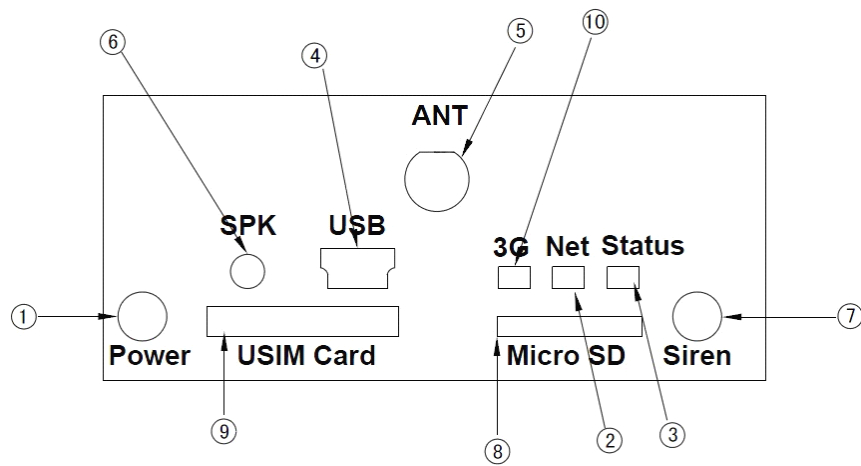 ⑩
⑥
⑤
④
ANT
SPK
USB
3G Net Status
①
⑦
Power USIM Card Micro SD Siren
⑨
⑧
②
③